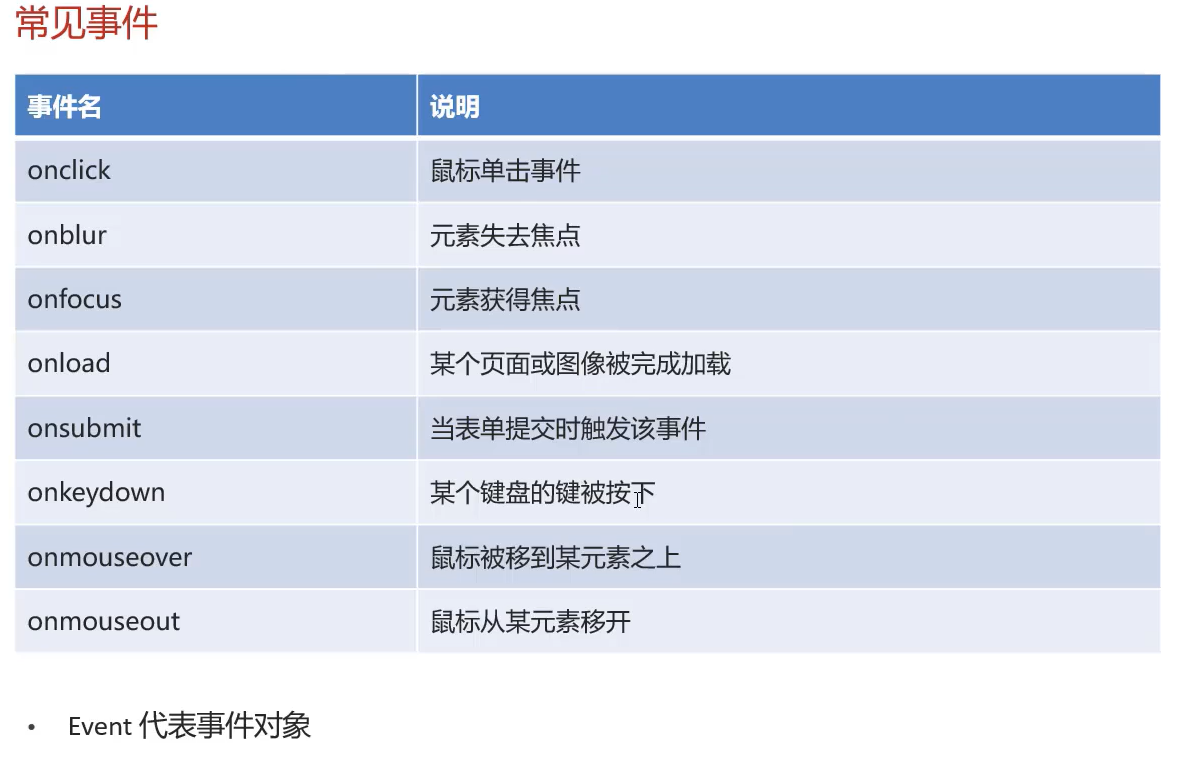 常见事件
事件名 说明
onclick 鼠标单击事件
onblur 元素失去焦点
onfocus 元素获得焦点
onload 某个页面或图像被完成加载
onsubmit 当表单提交时触发该事件
onkeydown 某个键盘的键被按下
onmouseover 鼠标被移到某元素之上
onmouseout 鼠标从某元素移开
• Event 代表事件对象